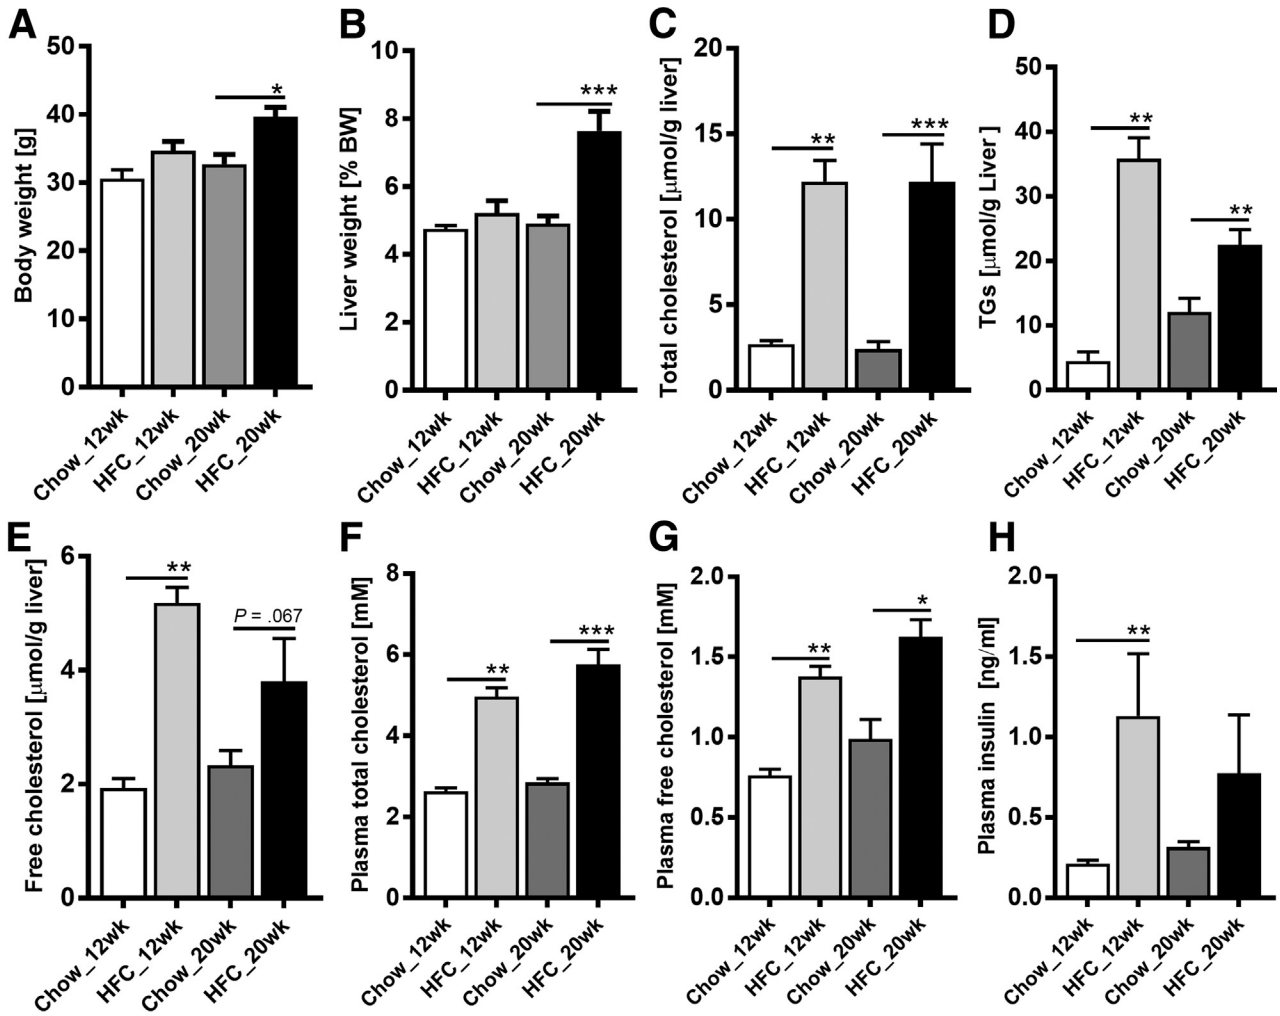 A
Body weight [g]
50
40
30
20
10
0
*
Chow_12wk
HFC_12wk
Chow_20wk
HFC_20wk
B
Liver weight [% BW]
10
8
6
4
2
0
***
Chow_12wk
HFC_12wk
Chow_20wk
HFC_20wk
C
Total cholesterol [μmol/g liver]
20
15
10
5
0
**
***
Chow_12wk
HFC_12wk
Chow_20wk
HFC_20wk
D
TGs [μmol/g Liver ]
50
40
30
20
10
0
**
**
Chow_12wk
HFC_12wk
Chow_20wk
HFC_20wk
E
Free cholesterol [μmol/g liver]
6
4
2
0
**
P = .067
Chow_12wk
HFC_12wk
Chow_20wk
HFC_20wk
F
Plasma total cholesterol [mM]
8
6
4
2
0
**
***
Chow_12wk
HFC_12wk
Chow_20wk
HFC_20wk
G
Plasma free cholesterol [mM]
2.0
1.5
1.0
0.5
0.0
**
*
Chow_12wk
HFC_12wk
Chow_20wk
HFC_20wk
H
Plasma insulin [ng/ml]
2.0
1.5
1.0
0.5
0.0
**
Chow_12wk
HFC_12wk
Chow_20wk
HFC_20wk